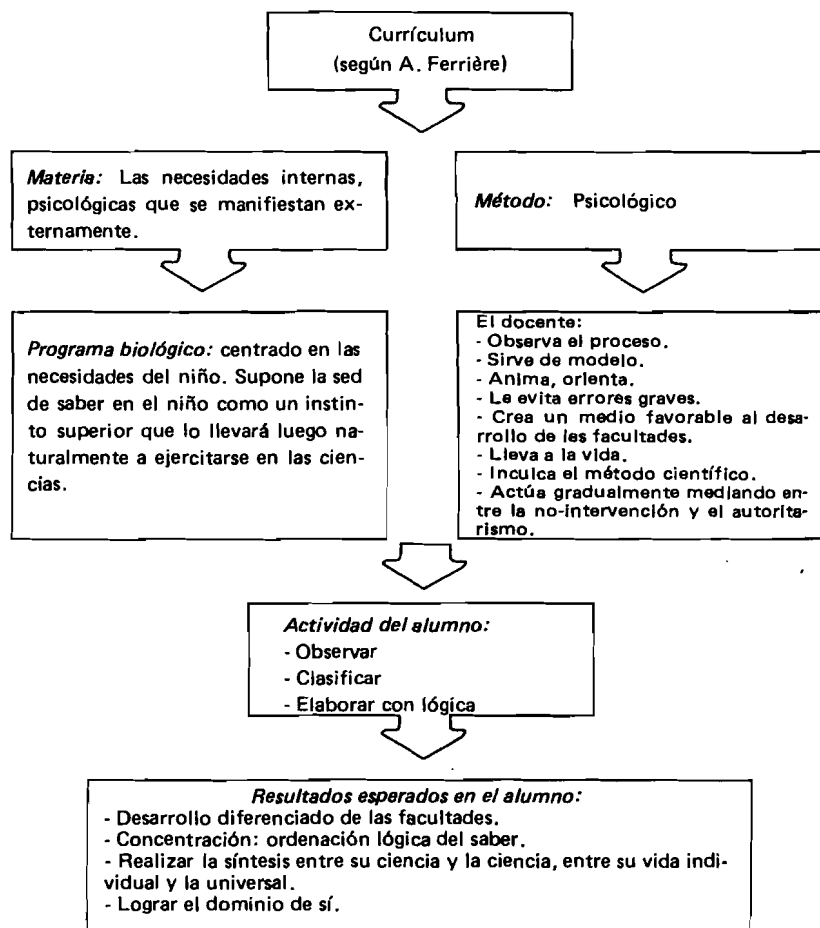 Currículum
(según A. Ferrière)
Materia: Las necesidades internas,
psicológicas que se manifiestan ex-
ternamente.
Método: Psicológico
Programa biológico: centrado en las
necesidades del niño. Supone la sed
de saber en el niño como un instin-
to superior que lo llevará luego na-
turalmente a ejercitarse en las cien-
cias.
El docente:
- Observa el proceso.
- Sirve de modelo.
- Anima, orienta.
- Le evita errores graves.
- Crea un medio favorable al desa-
rrollo de las facultades.
- Lleva a la vida.
- Inculca el método científico.
- Actúa gradualmente mediando en-
tre la no-intervención y el autorita-
rismo.
Actividad del alumno:
- Observar
- Clasificar
- Elaborar con lógica
Resultados esperados en el alumno:
- Desarrollo diferenciado de las facultades.
- Concentración: ordenación lógica del saber.
- Realizar la síntesis entre su ciencia y la ciencia, entre su vida indi-
vidual y la universal.
- Lograr el dominio de sí.